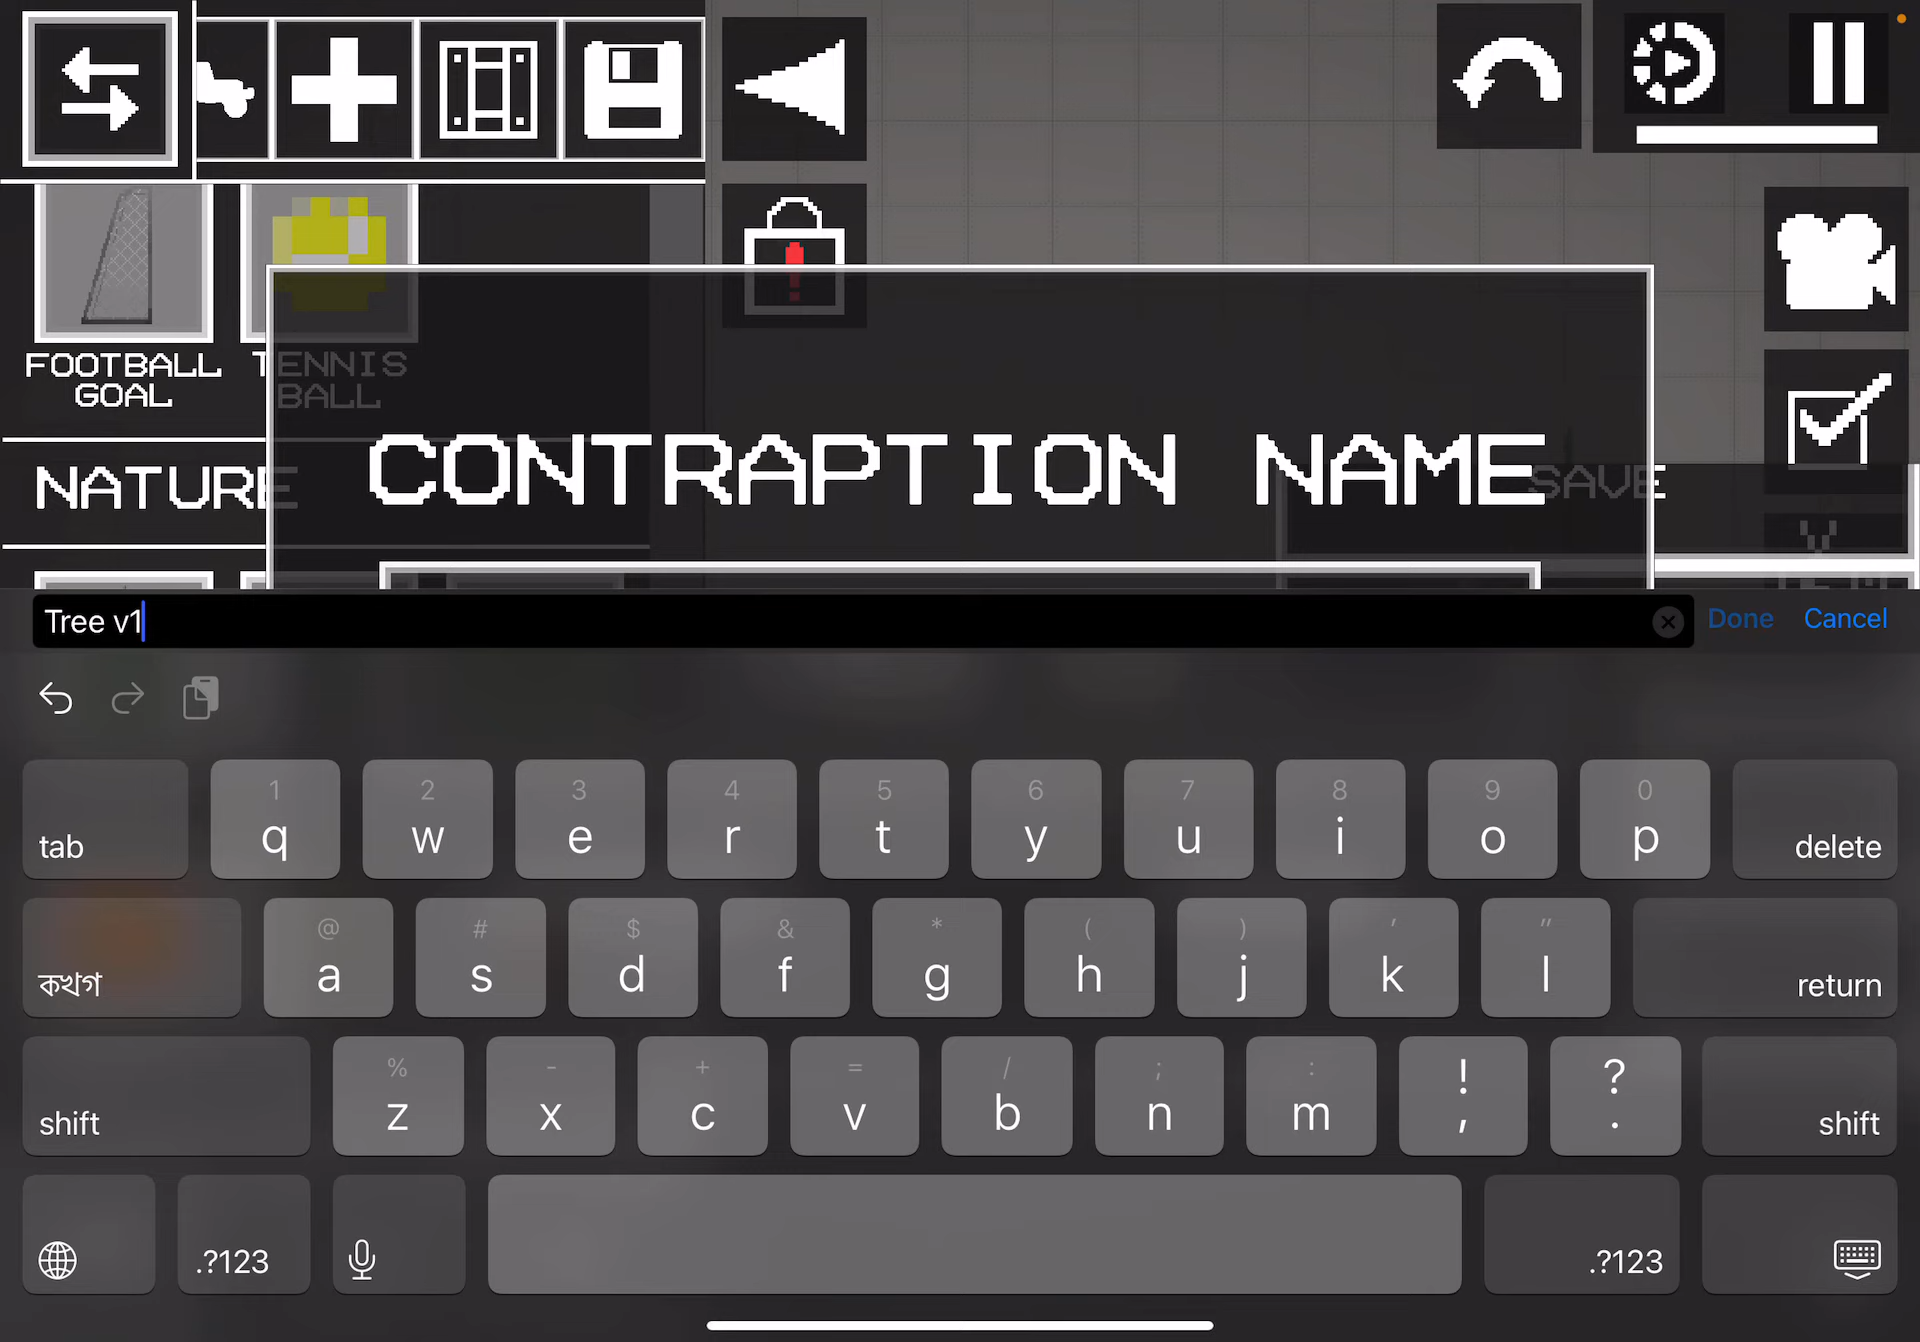 FOOTBALL
GOAL
TENNIS
BALL
NATURE
CONTRAPTION NAME
SAVE
Tree v1
Done
Cancel
tab
1 2 3 4 5 6 7 8 9 0
q w e r t y u i o p
delete
@ # $ & * ( ) ' "
কখগ
a s d f g h j k l
return
% - + = / ; : ! ?
shift
z x c v b n m , .
shift
.?123
.?123